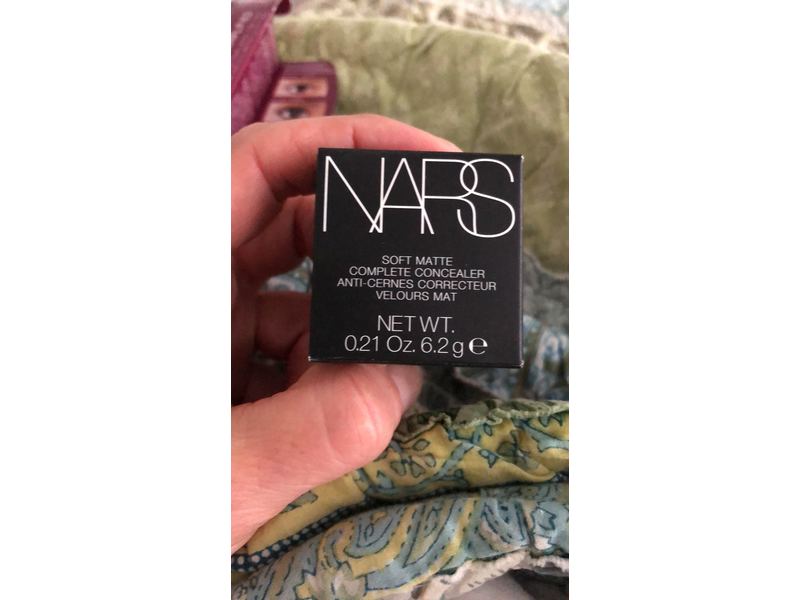 NARS
SOFT MATTE
COMPLETE CONCEALER
ANTI-CERNES CORRECTEUR
VELOURS MAT
NET WT.
0.21 Oz. 6.2 g ℮